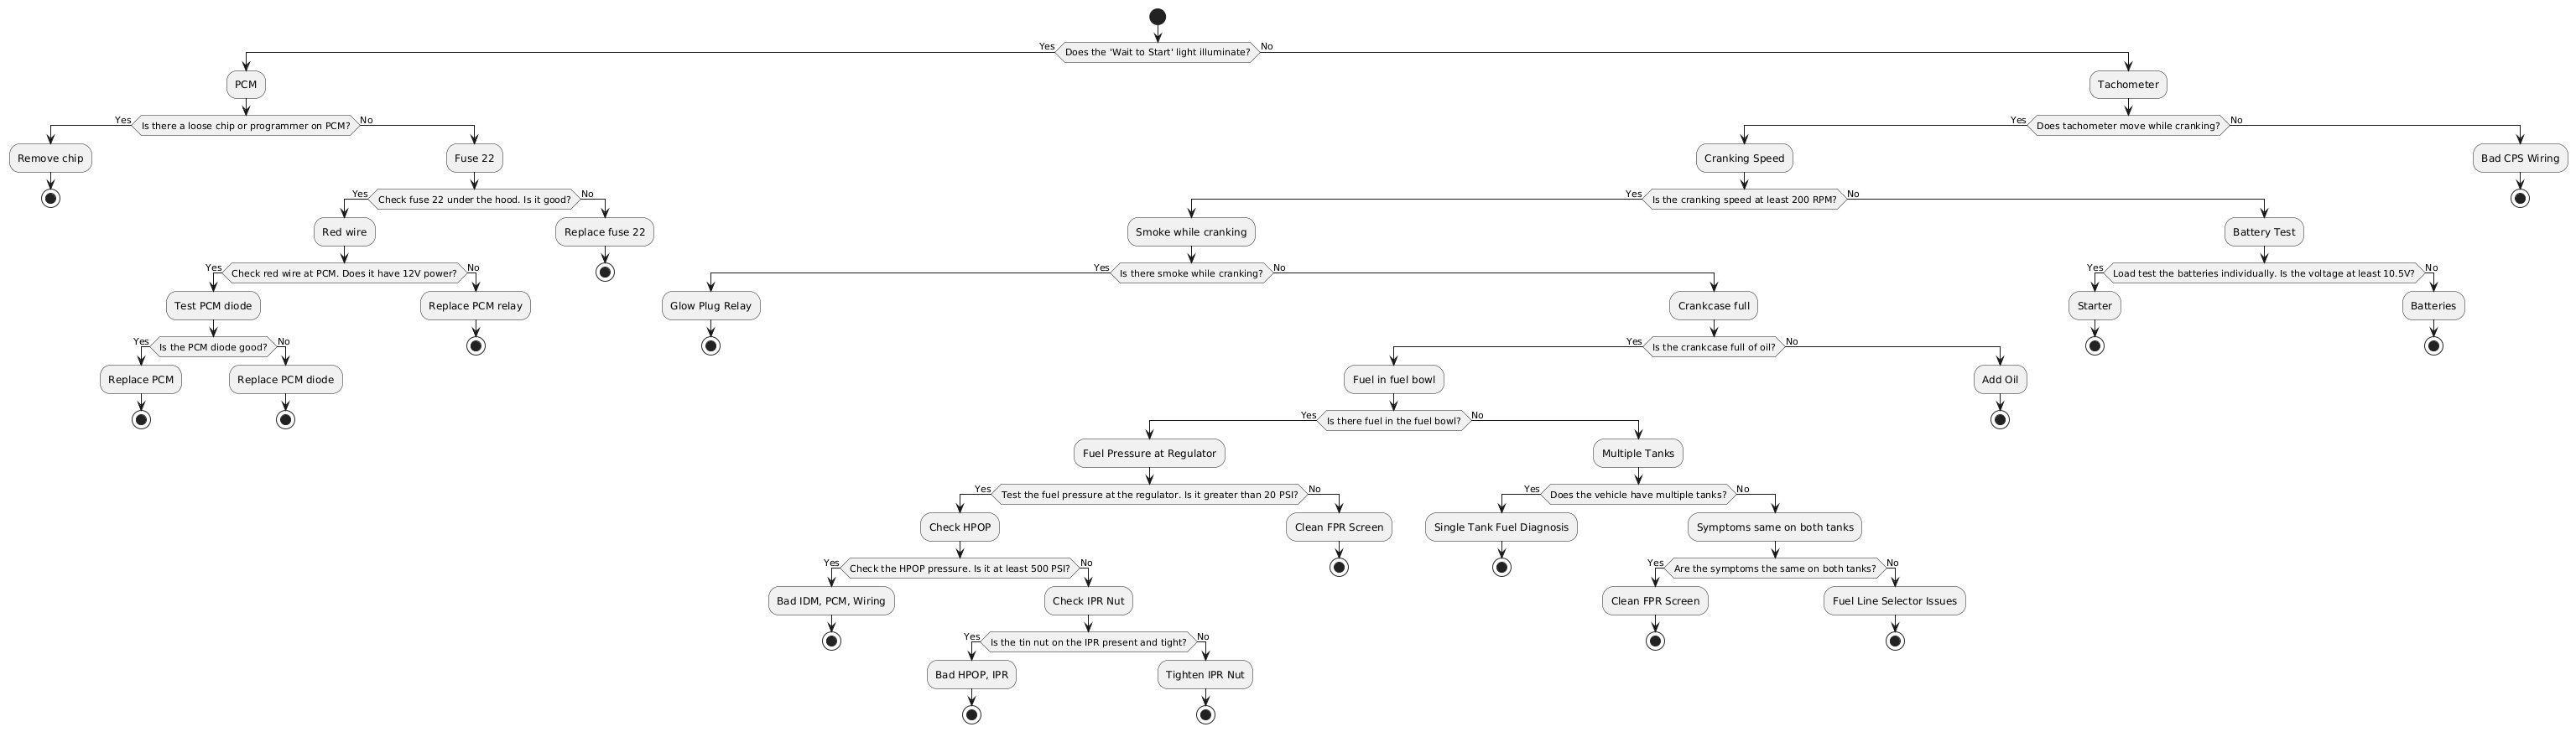 Yes
Does the 'Wait to Start' light illuminate?
No
PCM
Tachometer
Yes
Is there a loose chip or programmer on PCM?
No
Yes
Does tachometer move while cranking?
No
Remove chip
Fuse 22
Cranking Speed
Bad CPS Wiring
Yes
Check fuse 22 under the hood. Is it good?
No
Yes
Is the cranking speed at least 200 RPM?
No
Red wire
Replace fuse 22
Smoke while cranking
Battery Test
Yes
Check red wire at PCM. Does it have 12V power?
No
Yes
Is there smoke while cranking?
No
Yes
Load test the batteries individually. Is the voltage at least 10.5V?
No
Test PCM diode
Replace PCM relay
Glow Plug Relay
Crankcase full
Starter
Batteries
Yes
Is the PCM diode good?
No
Yes
Is the crankcase full of oil?
No
Replace PCM
Replace PCM diode
Fuel in fuel bowl
Add Oil
Yes
Is there fuel in the fuel bowl?
No
Fuel Pressure at Regulator
Multiple Tanks
Yes
Test the fuel pressure at the regulator. Is it greater than 20 PSI?
No
Yes
Does the vehicle have multiple tanks?
No
Check HPOP
Clean FPR Screen
Single Tank Fuel Diagnosis
Symptoms same on both tanks
Yes
Check the HPOP pressure. Is it at least 500 PSI?
No
Yes
Are the symptoms the same on both tanks?
No
Bad IDM, PCM, Wiring
Check IPR Nut
Clean FPR Screen
Fuel Line Selector Issues
Yes
Is the tin nut on the IPR present and tight?
No
Bad HPOP, IPR
Tighten IPR Nut